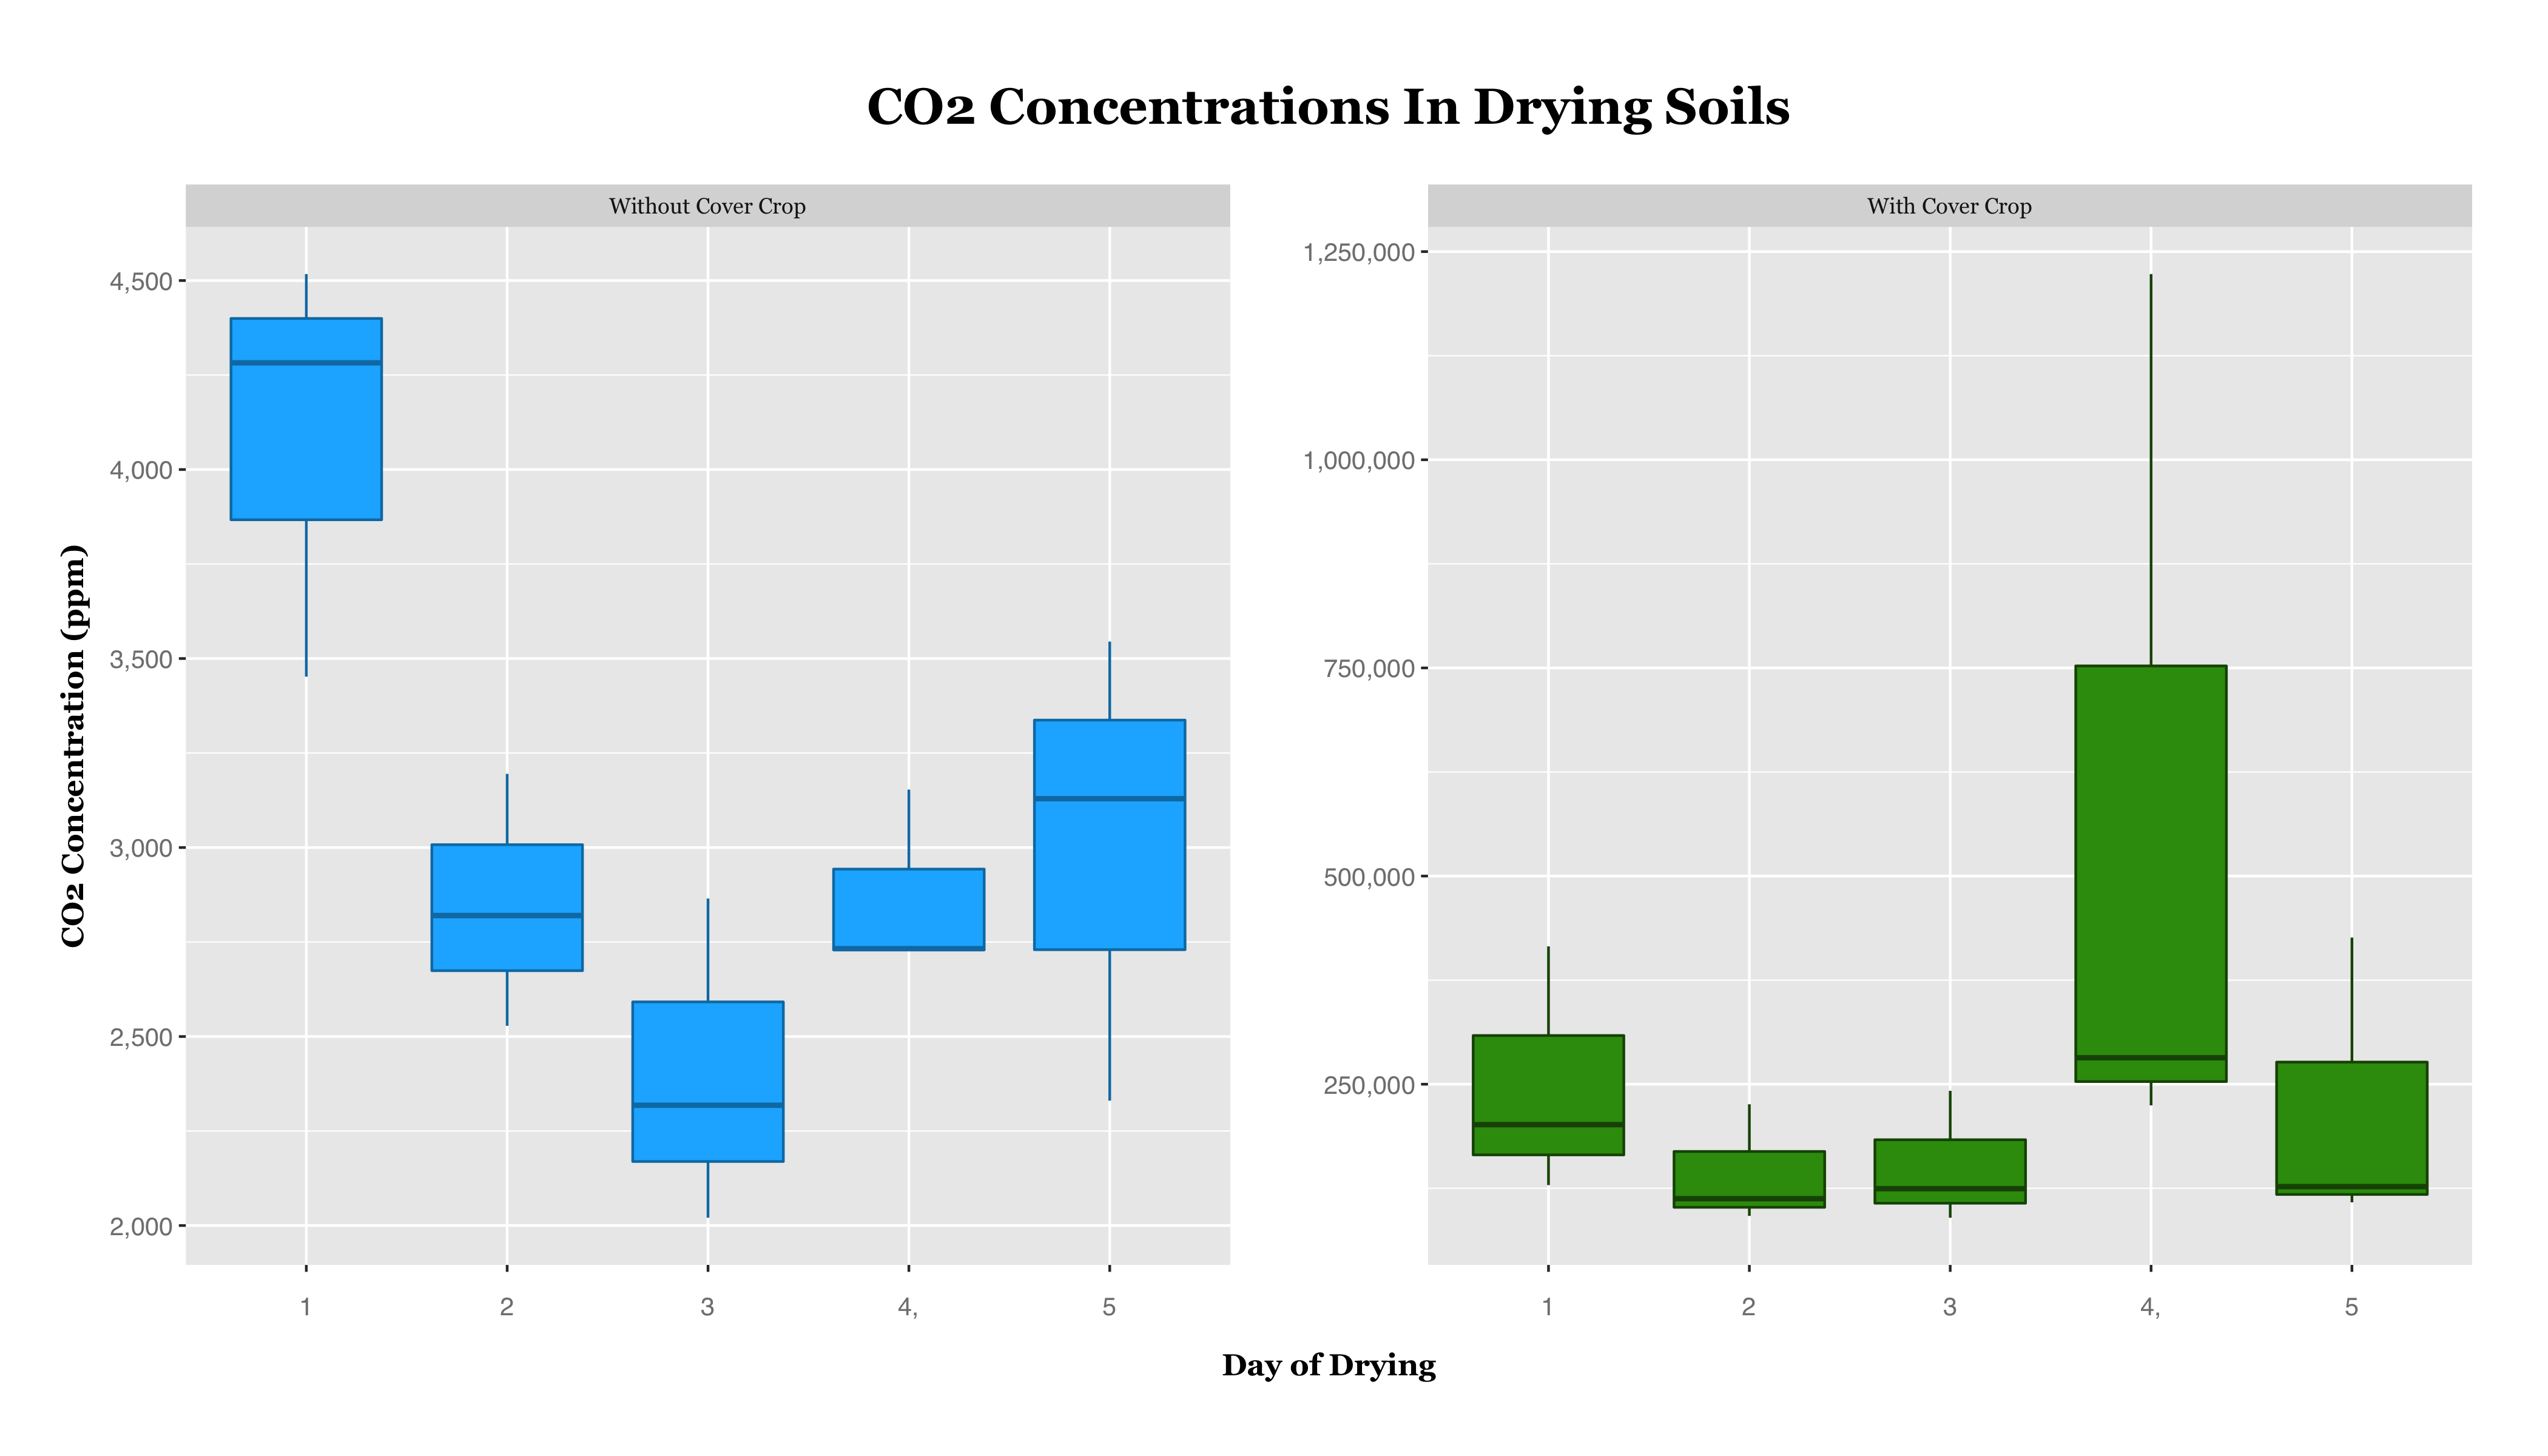 CO2 Concentrations In Drying Soils
Without Cover Crop
With Cover Crop
CO2 Concentration (ppm)
4,500
4,000
3,500
3,000
2,500
2,000
1,250,000
1,000,000
750,000
500,000
250,000
1 2 3 4, 5
1 2 3 4, 5
Day of Drying